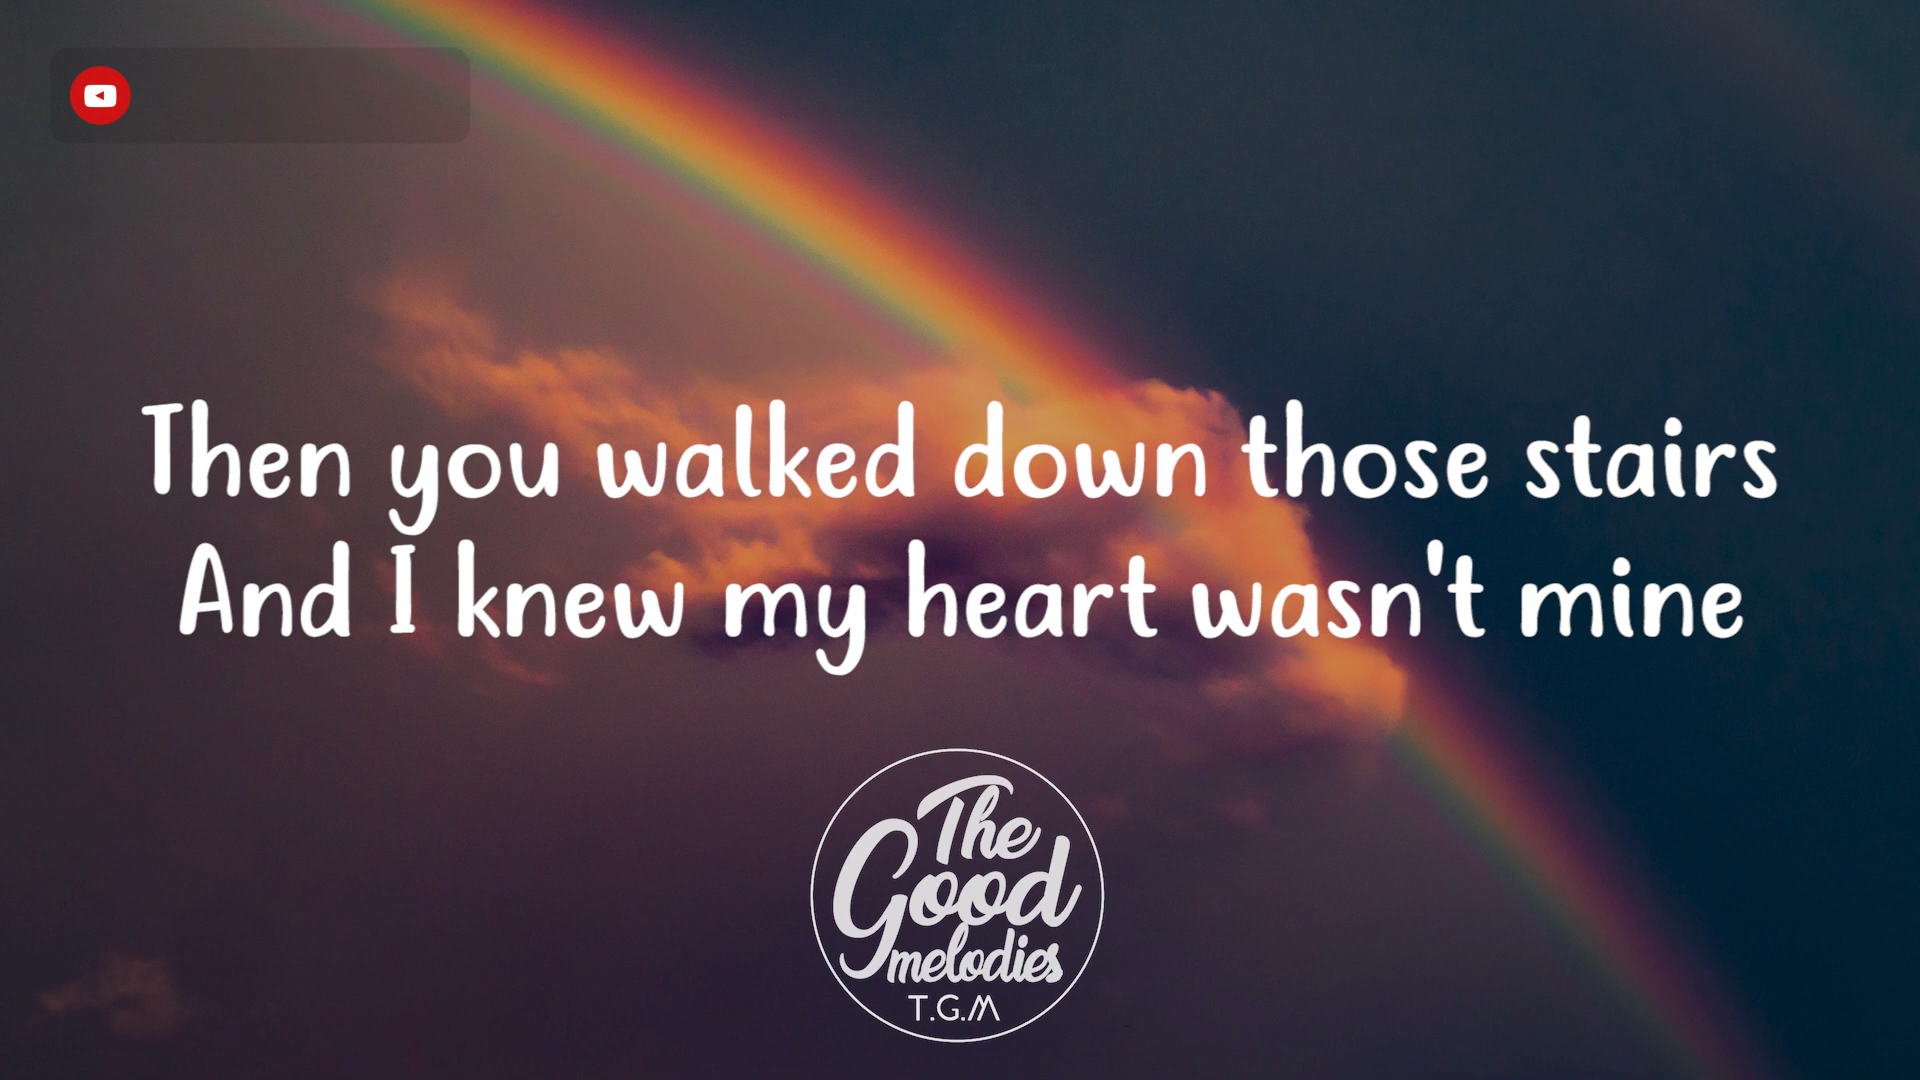 Then you walked down those stairs
And I knew my heart wasn't mine
The
Good
melodies
T.G.M